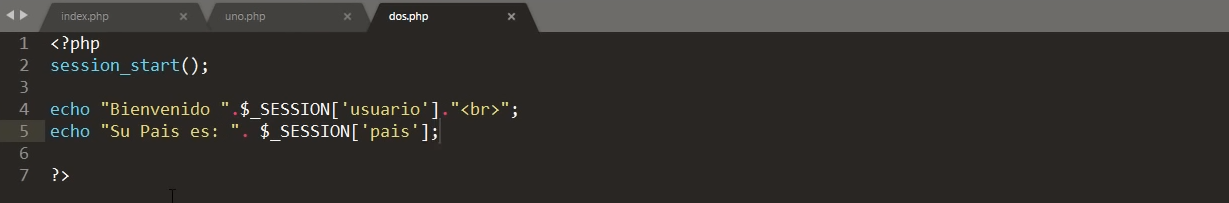 index.php × uno.php × dos.php ×
1 <?php
2 session_start();
3
4 echo "Bienvenido ".$_SESSION['usuario']."<br>";
5 echo "Su Pais es: ". $_SESSION['pais'];
6
7 ?>